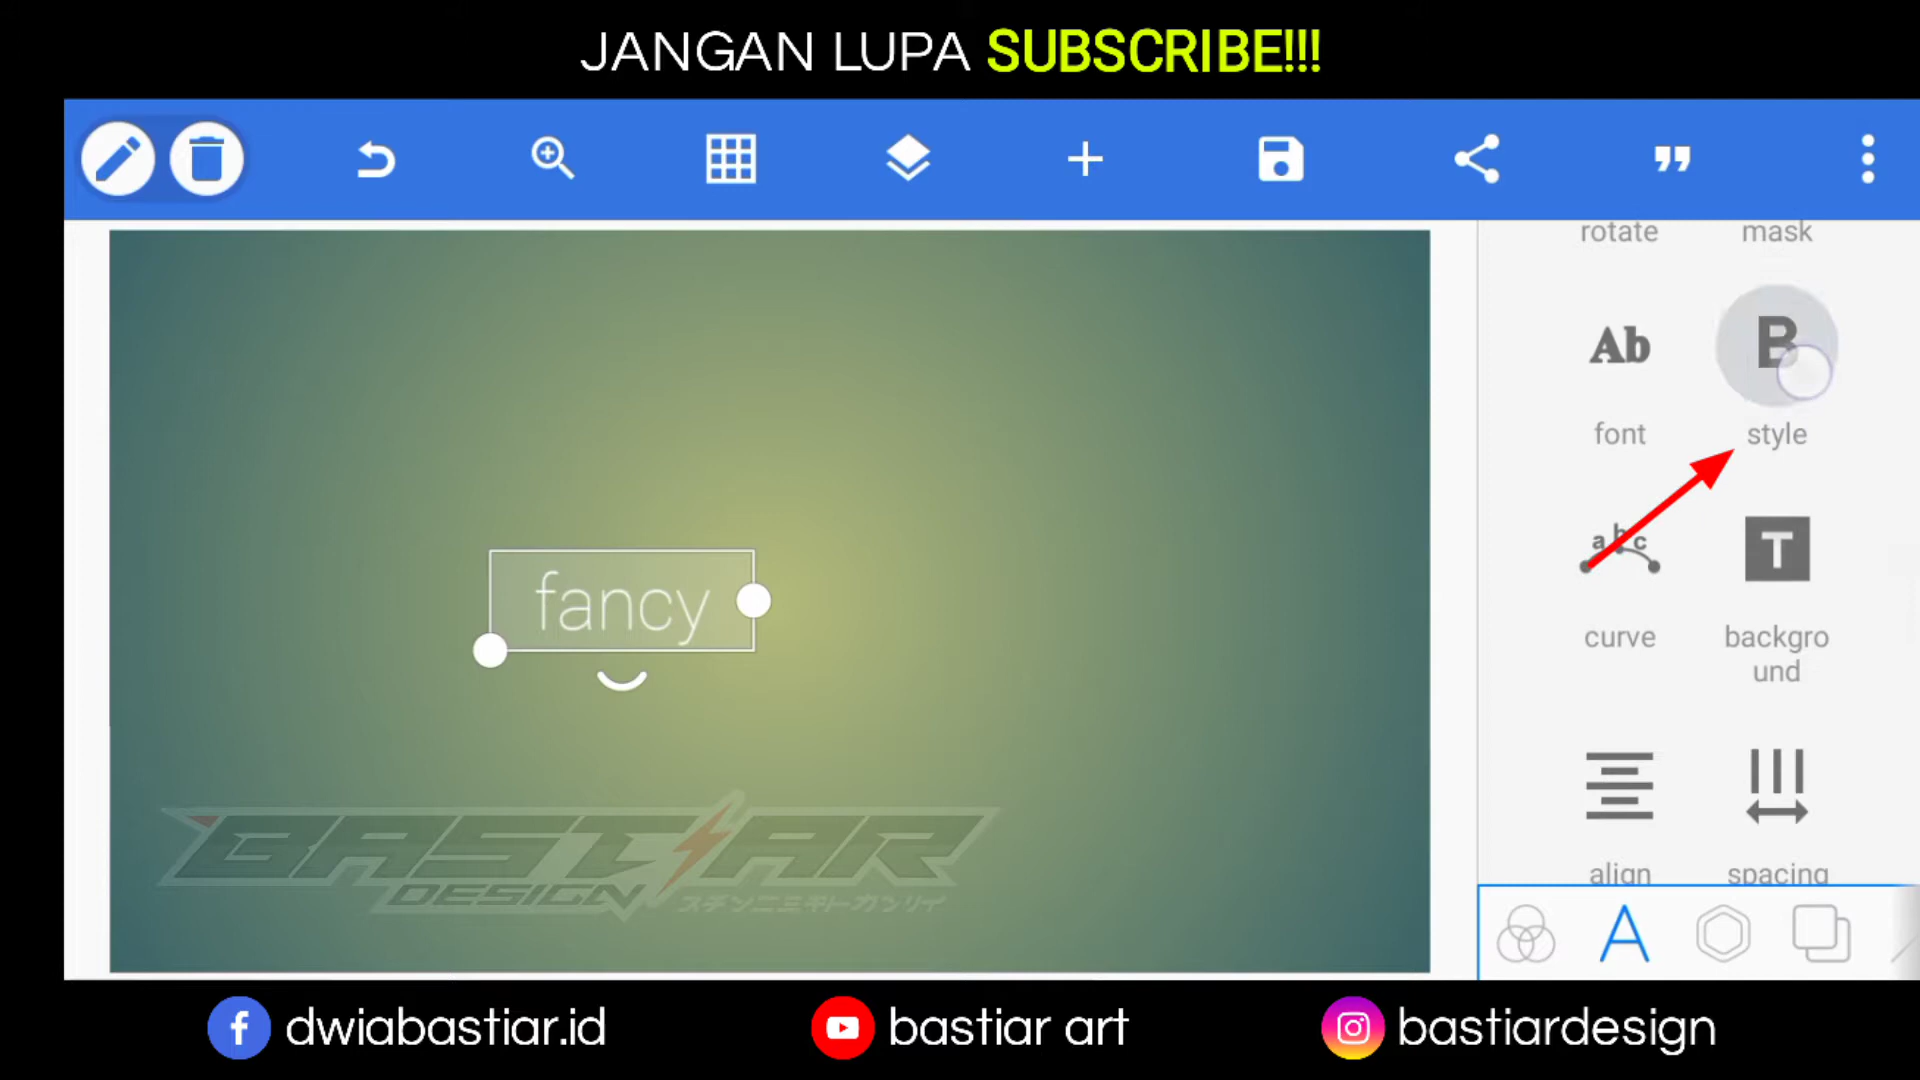 JANGAN LUPA SUBSCRIBE!!!
rotate
mask
Ab
B
font
style
fancy
abc
T
curve
backgro
und
BASTIAR
DESIGN
align
spacing
A
dwiabastiar.id
bastiar art
bastiardesign